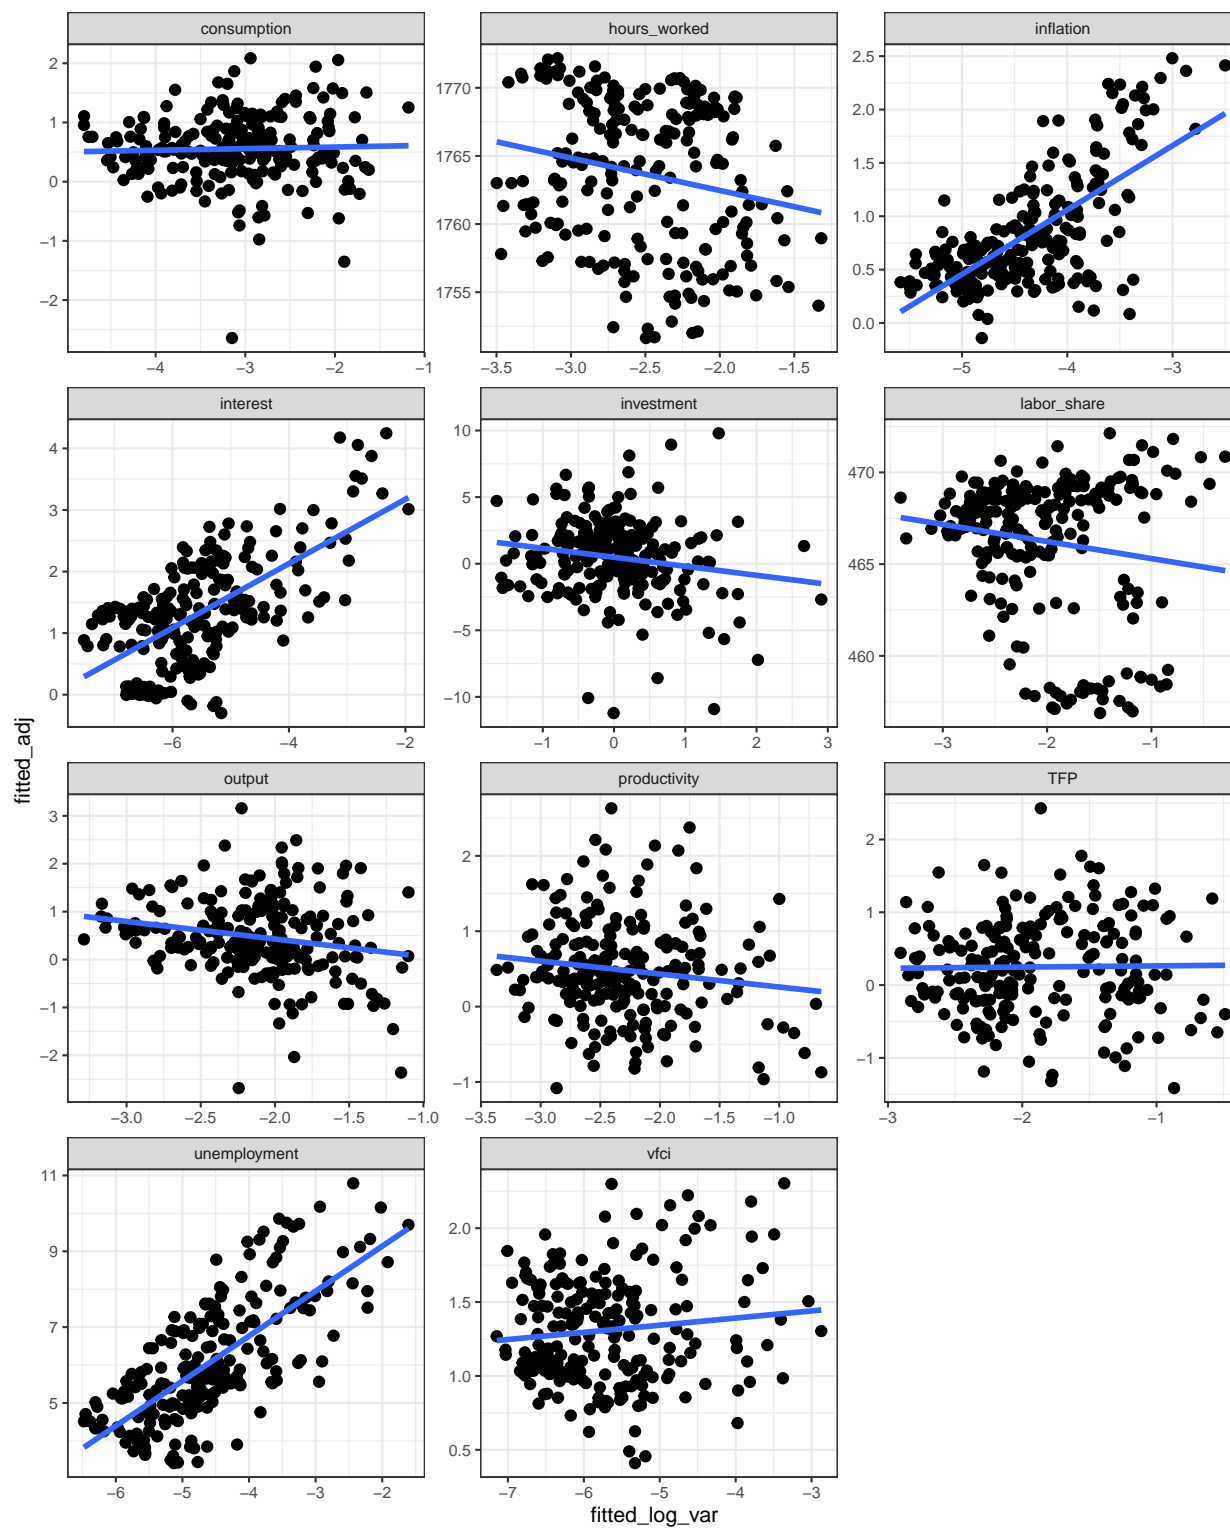 consumption hours_worked inflation
2 1 0 −1 −2
−4 −3 −2 −1
1770 1765 1760 1755
−3.5 −3.0 −2.5 −2.0 −1.5
2.5 2.0 1.5 1.0 0.5 0.0
−5 −4 −3
interest investment labor_share
4 3 2 1 0
−6 −4 −2
10 5 0 −5 −10
−1 0 1 2 3
470 465 460
−3 −2 −1
fitted_adj
output productivity TFP
3 2 1 0 −1 −2
−3.0 −2.5 −2.0 −1.5 −1.0
2 1 0 −1
−3.5 −3.0 −2.5 −2.0 −1.5 −1.0
2 1 0 −1
−3 −2 −1
unemployment vfci
11 9 7 5
−6 −5 −4 −3 −2
2.0 1.5 1.0 0.5
−7 −6 −5 −4 −3
fitted_log_var